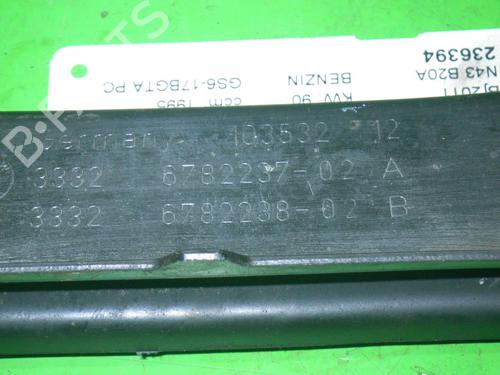 Bj2011
N43 B20A
236394
KW 90
BENZIN
ccm 1995
GS6-17BGTA PC
Germany 103532 12
3332 6782237-02 A
3332 6782238-02 B